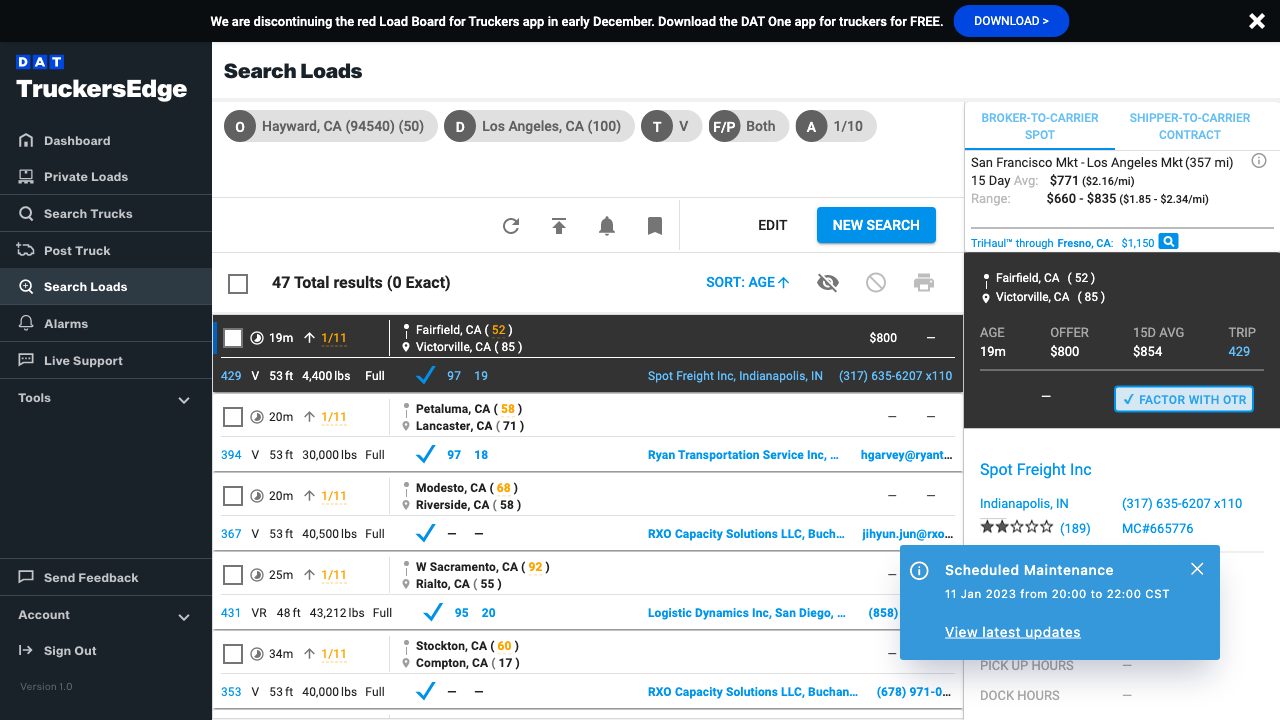 We are discontinuing the red Load Board for Truckers app in early December. Download the DAT One app for truckers for FREE.
DOWNLOAD >
DAT
TruckersEdge
Dashboard
Private Loads
Search Trucks
Post Truck
Search Loads
Alarms
Live Support
Tools
Send Feedback
Account
Sign Out
Version 1.0
Search Loads
O Hayward, CA (94540) (50) D Los Angeles, CA (100) T V F/P Both A 1/10
EDIT NEW SEARCH
47 Total results (0 Exact) SORT: AGE
19m 1/11 Fairfield, CA ( 52 ) $800 –
Victorville, CA ( 85 )
429 V 53 ft 4,400 lbs Full 97 19 Spot Freight Inc, Indianapolis, IN (317) 635-6207 x110
20m 1/11 Petaluma, CA ( 58 ) – –
Lancaster, CA ( 71 )
394 V 53 ft 30,000 lbs Full 97 18 Ryan Transportation Service Inc, ... hgarvey@ryant...
20m 1/11 Modesto, CA ( 68 ) – –
Riverside, CA ( 58 )
367 V 53 ft 40,500 lbs Full – – RXO Capacity Solutions LLC, Buch... jihyun.jun@rxo...
25m 1/11 W Sacramento, CA ( 92 ) –
Rialto, CA ( 55 )
431 VR 48 ft 43,212 lbs Full 95 20 Logistic Dynamics Inc, San Diego, ... (858)
34m 1/11 Stockton, CA ( 60 ) –
Compton, CA ( 17 )
353 V 53 ft 40,000 lbs Full – – RXO Capacity Solutions LLC, Buchan... (678) 971-0...
BROKER-TO-CARRIER SPOT
SHIPPER-TO-CARRIER CONTRACT
San Francisco Mkt - Los Angeles Mkt (357 mi)
15 Day Avg: $771 ($2.16/mi)
Range: $660 - $835 ($1.85 - $2.34/mi)
TriHaul™ through Fresno, CA: $1,150
Fairfield, CA ( 52 )
Victorville, CA ( 85 )
AGE OFFER 15D AVG TRIP
19m $800 $854 429
– FACTOR WITH OTR
Spot Freight Inc
Indianapolis, IN (317) 635-6207 x110
(189) MC#665776
Scheduled Maintenance
11 Jan 2023 from 20:00 to 22:00 CST
View latest updates
PICK UP HOURS –
DOCK HOURS –